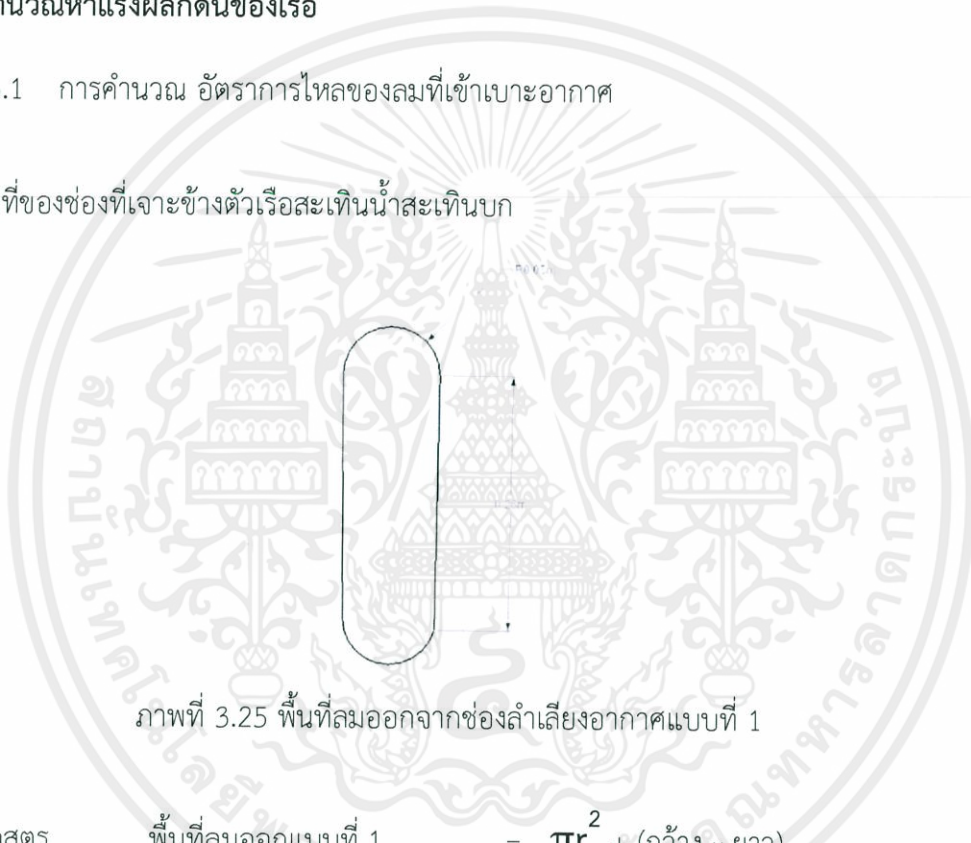 คำนวณหาแรงผลักดันของเรือ
.1 การคำนวณ อัตราการไหลของลมที่เข้าเบาะอากาศ
ที่ของช่องที่เจาะข้างตัวเรือสะเทินน้ำสะเทินบก
ภาพที่ 3.25 พื้นที่ลมออกจากช่องลำเลียงอากาศแบบที่ 1
พื้นที่ลมออกแบบที่ 1 = πr² + (กว้าง